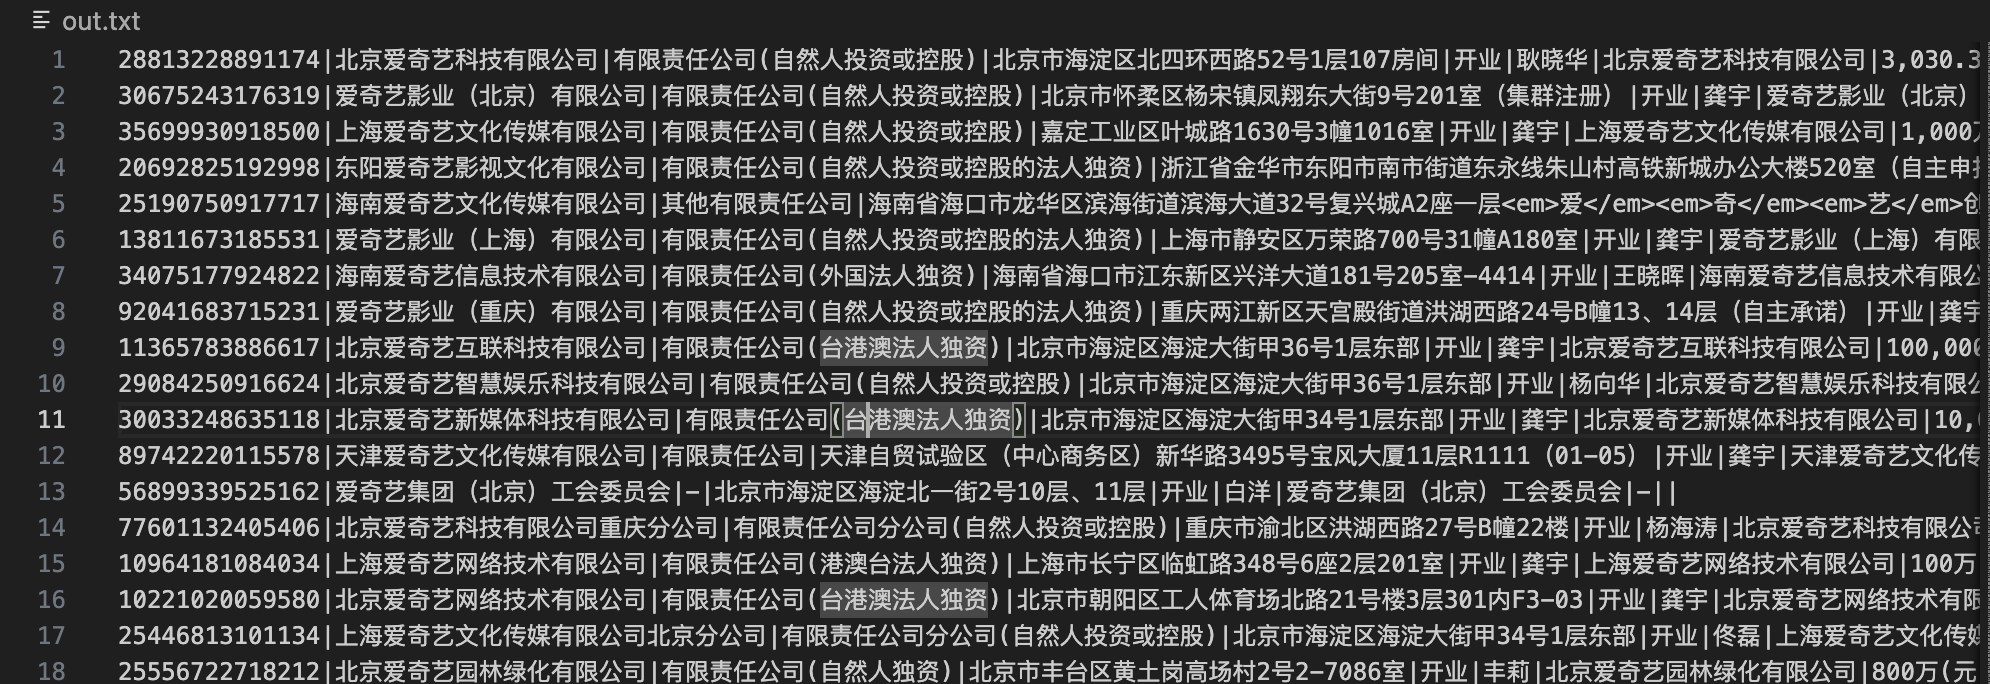 out.txt
1 28813228891174|北京爱奇艺科技有限公司|有限责任公司(自然人投资或控股)|北京市海淀区北四环西路52号1层107房间|开业|耿晓华|北京爱奇艺科技有限公司|3,030.3
2 30675243176319|爱奇艺影业（北京）有限公司|有限责任公司(自然人投资或控股)|北京市怀柔区杨宋镇凤翔东大街9号201室（集群注册）|开业|龚宇|爱奇艺影业（北京）
3 35699930918500|上海爱奇艺文化传媒有限公司|有限责任公司(自然人投资或控股)|嘉定工业区叶城路1630号3幢1016室|开业|龚宇|上海爱奇艺文化传媒有限公司|1,000万
4 20692825192998|东阳爱奇艺影视文化有限公司|有限责任公司(自然人投资或控股的法人独资)|浙江省金华市东阳市南市街道东永线朱山村高铁新城办公大楼520室（自主申报
5 25190750917717|海南爱奇艺文化传媒有限公司|其他有限责任公司|海南省海口市龙华区滨海街道滨海大道32号复兴城A2座一层<em>爱</em><em>奇</em><em>艺</em>创
6 13811673185531|爱奇艺影业（上海）有限公司|有限责任公司(自然人投资或控股的法人独资)|上海市静安区万荣路700号31幢A180室|开业|龚宇|爱奇艺影业（上海）有限
7 34075177924822|海南爱奇艺信息技术有限公司|有限责任公司(外国法人独资)|海南省海口市江东新区兴洋大道181号205室-4414|开业|王晓晖|海南爱奇艺信息技术有限公
8 92041683715231|爱奇艺影业（重庆）有限公司|有限责任公司(自然人投资或控股的法人独资)|重庆两江新区天宫殿街道洪湖西路24号B幢13、14层（自主承诺）|开业|龚宇
9 11365783886617|北京爱奇艺互联科技有限公司|有限责任公司(台港澳法人独资)|北京市海淀区海淀大街甲36号1层东部|开业|龚宇|北京爱奇艺互联科技有限公司|100,000
10 29084250916624|北京爱奇艺智慧娱乐科技有限公司|有限责任公司(自然人投资或控股)|北京市海淀区海淀大街甲36号1层东部|开业|杨向华|北京爱奇艺智慧娱乐科技有限公
11 30033248635118|北京爱奇艺新媒体科技有限公司|有限责任公司(台港澳法人独资)|北京市海淀区海淀大街甲34号1层东部|开业|龚宇|北京爱奇艺新媒体科技有限公司|10,0
12 89742220115578|天津爱奇艺文化传媒有限公司|有限责任公司|天津自贸试验区（中心商务区）新华路3495号宝风大厦11层R1111（01-05）|开业|龚宇|天津爱奇艺文化传
13 56899339525162|爱奇艺集团（北京）工会委员会|-|北京市海淀区海淀北一街2号10层、11层|开业|白洋|爱奇艺集团（北京）工会委员会|-||
14 77601132405406|北京爱奇艺科技有限公司重庆分公司|有限责任公司分公司(自然人投资或控股)|重庆市渝北区洪湖西路27号B幢22楼|开业|杨海涛|北京爱奇艺科技有限公司
15 10964181084034|上海爱奇艺网络技术有限公司|有限责任公司(港澳台法人独资)|上海市长宁区临虹路348号6座2层201室|开业|龚宇|上海爱奇艺网络技术有限公司|100万
16 10221020059580|北京爱奇艺网络技术有限公司|有限责任公司(台港澳法人独资)|北京市朝阳区工人体育场北路21号楼3层301内F3-03|开业|龚宇|北京爱奇艺网络技术有限
17 25446813101134|上海爱奇艺文化传媒有限公司北京分公司|有限责任公司分公司(自然人投资或控股)|北京市海淀区海淀大街甲34号1层东部|开业|佟磊|上海爱奇艺文化传媒
18 25556722718212|北京爱奇艺园林绿化有限公司|有限责任公司(自然人独资)|北京市丰台区黄土岗高场村2号2-7086室|开业|丰莉|北京爱奇艺园林绿化有限公司|800万(元